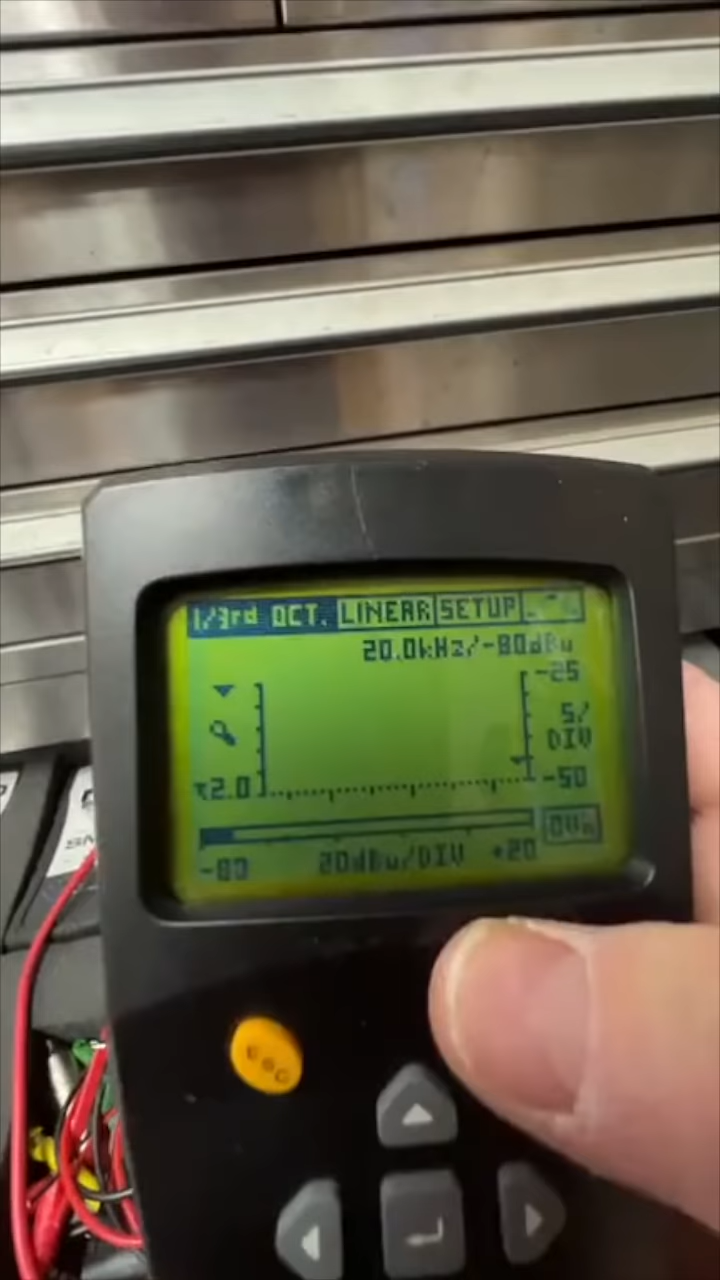 1/3rd OCT. LINEAR SETUP
20.0kHz/-80dBu
-25
5/
DIV
2.0 -50
-80 20dBu/DIV +20
ESC